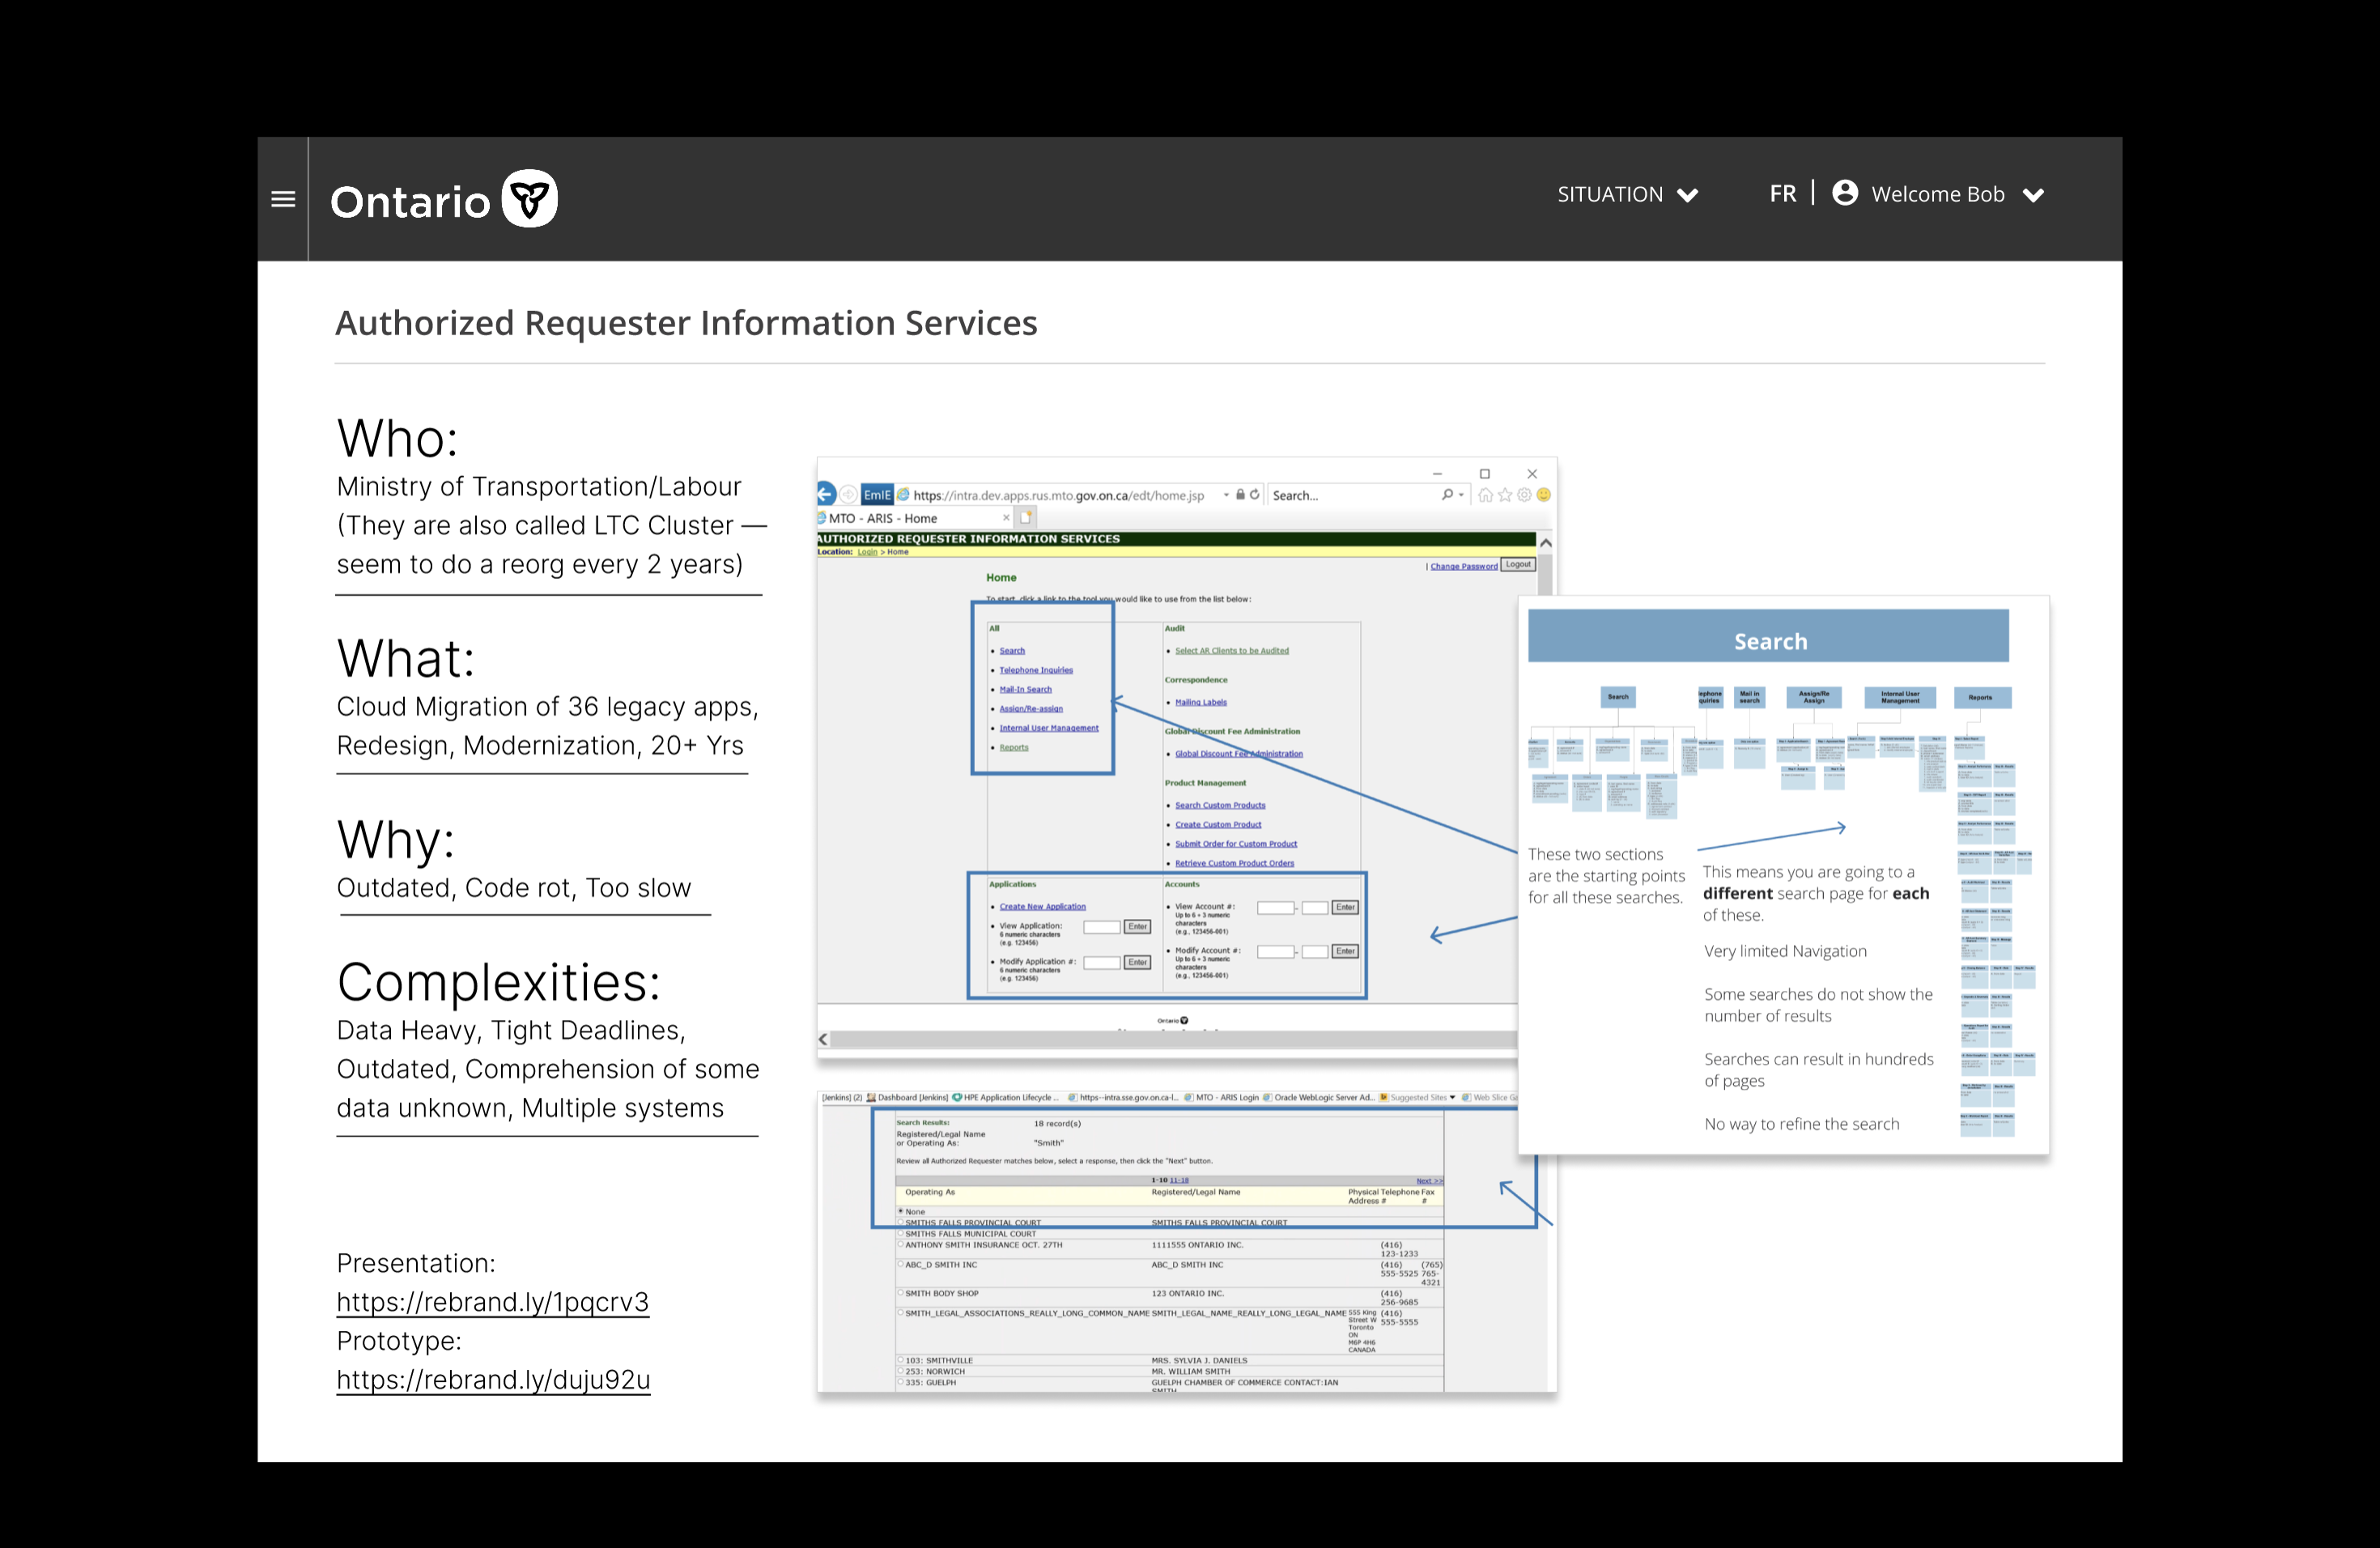 Ontario
SITUATION
FR | Welcome Bob
Authorized Requester Information Services
Who:
Ministry of Transportation/Labour
(They are also called LTC Cluster —
seem to do a reorg every 2 years)
What:
Cloud Migration of 36 legacy apps,
Redesign, Modernization, 20+ Yrs
Why:
Outdated, Code rot, Too slow
Complexities:
Data Heavy, Tight Deadlines,
Outdated, Comprehension of some
data unknown, Multiple systems
Presentation:
https://rebrand.ly/1pqcrv3
Prototype:
https://rebrand.ly/duju92u
EmIE https://intra.dev.apps.rus.mto.gov.on.ca/edt/home.jsp Search...
MTO - ARIS - Home
AUTHORIZED REQUESTER INFORMATION SERVICES
Location: Login > Home
| Change Password Logout
Home
To start, click a link to the tool you would like to use from the list below:
All
• Search
• Telephone Inquiries
• Mail-In Search
• Assign/Re-assign
• Internal User Management
• Reports
Audit
• Select AR Clients to be Audited
Correspondence
• Mailing Labels
Global Discount Fee Administration
• Global Discount Fee Administration
Product Management
• Search Custom Products
• Create Custom Product
• Submit Order for Custom Product
• Retrieve Custom Product Orders
Applications
• Create New Application
• View Application: Enter
6 numeric characters
(e.g. 123456)
• Modify Application #: Enter
6 numeric characters
(e.g. 123456)
Accounts
• View Account #: - Enter
Up to 6 + 3 numeric
characters
(e.g., 123456-001)
• Modify Account #: - Enter
Up to 6 + 3 numeric
characters
(e.g., 123456-001)
Ontario
[Jenkins] (2) Dashboard [Jenkins] HPE Application Lifecycle ... https--intra.sse.gov.on.ca-l... MTO - ARIS Login Oracle WebLogic Server Ad... Suggested Sites Web Slice
Search Results: 18 record(s)
Registered/Legal Name
or Operating As: "Smith"
Review all Authorized Requester matches below, select a response, then click the "Next" button.
1-10 11-18 Next >>
Operating As Registered/Legal Name Physical Telephone Fax
Address # #
None
SMITHS FALLS PROVINCIAL COURT SMITHS FALLS PROVINCIAL COURT
SMITHS FALLS MUNICIPAL COURT
ANTHONY SMITH INSURANCE OCT. 27TH 1111555 ONTARIO INC. (416)
123-1233
ABC_D SMITH INC ABC_D SMITH INC (416) (765)
555-5525 765-
4321
SMITH BODY SHOP 123 ONTARIO INC. (416)
256-9685
SMITH_LEGAL_ASSOCIATIONS_REALLY_LONG_COMMON_NAME SMITH_LEGAL_NAME_REALLY_LONG_LEGAL_NAME 555 King (416)
Street W 555-5555
Toronto
ON
M6P 4H6
CANADA
103: SMITHVILLE MRS. SYLVIA J. DANIELS
253: NORWICH MR. WILLIAM SMITH
335: GUELPH GUELPH CHAMBER OF COMMERCE CONTACT:IAN
SMITH
Search
Search
Mail in
search
Assign/Re
Assign
Internal User
Management
Reports
These two sections
are the starting points
for all these searches.
This means you are going to a
different search page for each
of these.
Very limited Navigation
Some searches do not show the
number of results
Searches can result in hundreds
of pages
No way to refine the search